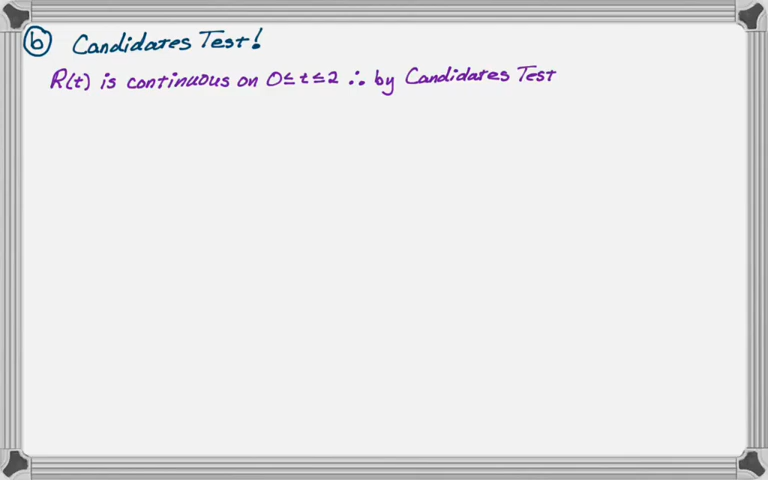 ⓑ Candidates Test!
R(t) is continuous on 0≤t≤2 ∴ by Candidates Test